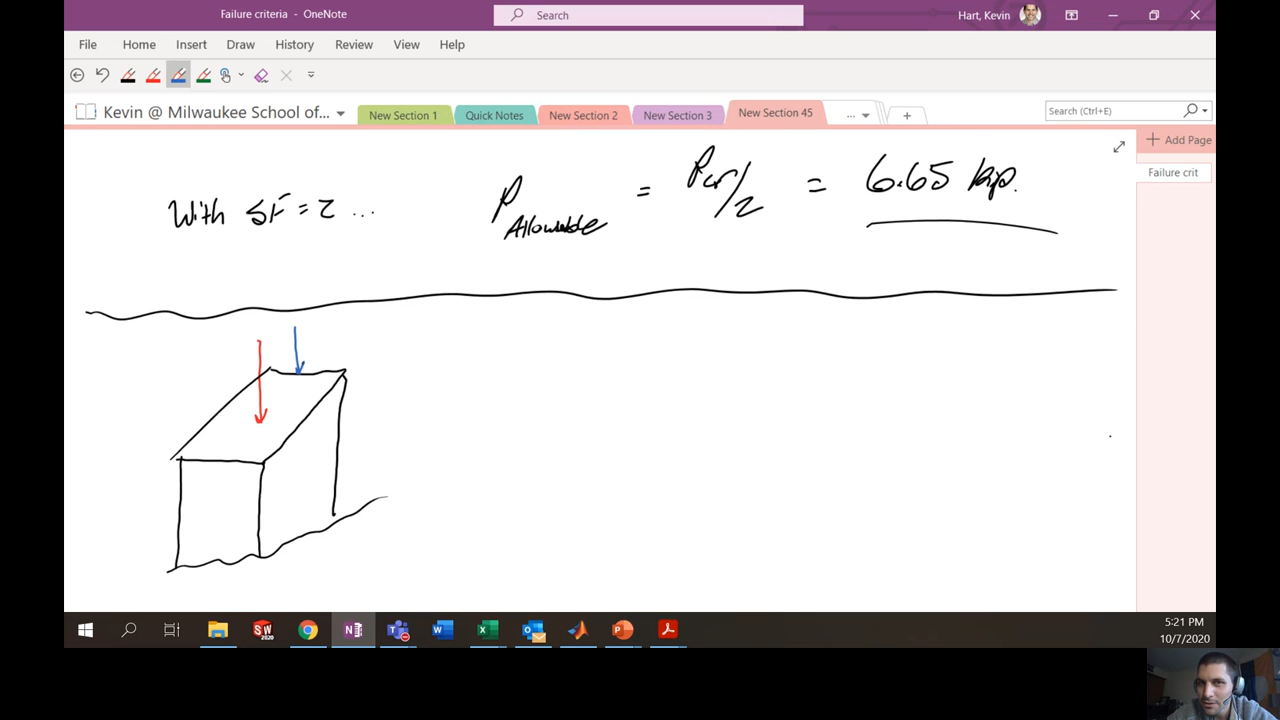 Failure criteria - OneNote
Search
Hart, Kevin
File Home Insert Draw History Review View Help
Kevin @ Milwaukee School of...
New Section 1
Quick Notes
New Section 2
New Section 3
New Section 45
...
Search (Ctrl+E)
Add Page
Failure crit
With SF = 2 ...
P Allowable = Pcr/2 = 6.65 kip.
SW
2020
5:21 PM
10/7/2020